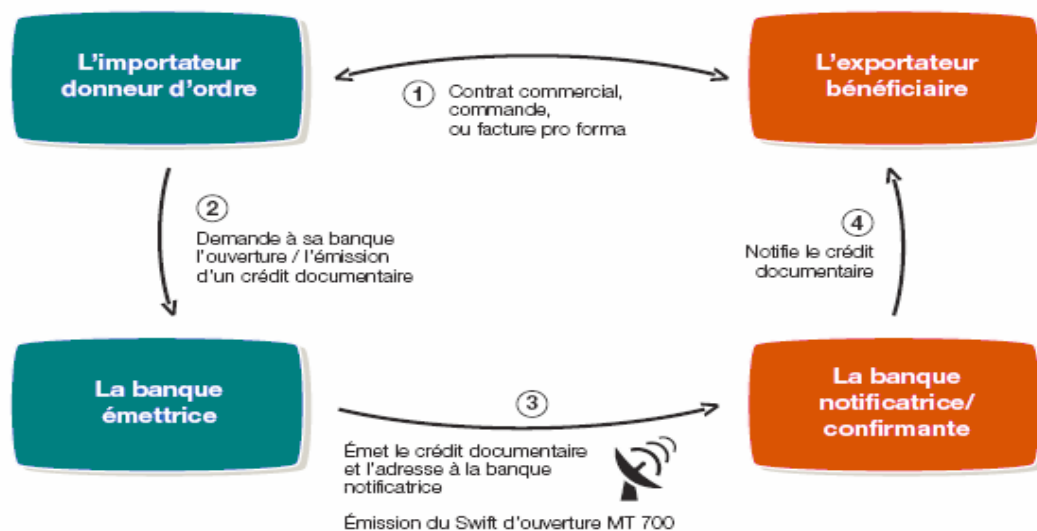 L'importateur
donneur d'ordre
1
Contrat commercial,
commande,
ou facture pro forma
L'exportateur
bénéficiaire
2
Demande à sa banque
l'ouverture / l'émission
d'un crédit documentaire
4
Notifie le crédit
documentaire
La banque
émettrice
3
Émet le crédit documentaire
et l'adresse à la banque
notificatrice
Émission du Swift d'ouverture MT 700
La banque
notificatrice/
confirmante